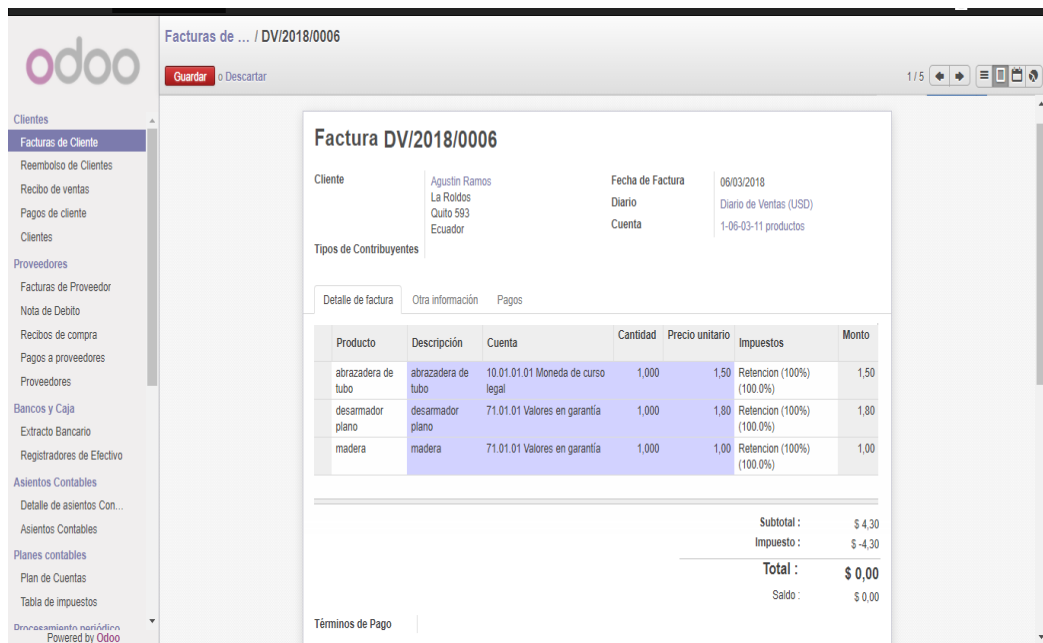 odoo
Facturas de ... / DV/2018/0006
Guardar o Descartar
1 / 5
Clientes
Facturas de Cliente
Reembolso de Clientes
Recibo de ventas
Pagos de cliente
Clientes
Proveedores
Facturas de Proveedor
Nota de Debito
Recibos de compra
Pagos a proveedores
Proveedores
Bancos y Caja
Extracto Bancario
Registradores de Efectivo
Asientos Contables
Detalle de asientos Con...
Asientos Contables
Planes contables
Plan de Cuentas
Tabla de impuestos
Procesamiento periódico
Powered by Odoo
Factura DV/2018/0006
Cliente
Agustin Ramos
La Roldos
Quito 593
Ecuador
Tipos de Contribuyentes
Fecha de Factura 06/03/2018
Diario Diario de Ventas (USD)
Cuenta 1-06-03-11 productos
Detalle de factura Otra información Pagos
Producto Descripción Cuenta Cantidad Precio unitario Impuestos Monto
abrazadera de abrazadera de 10.01.01.01 Moneda de curso 1,000 1,50 Retencion (100%) 1,50
tubo tubo legal (100.0%)
desarmador desarmador 71.01.01 Valores en garantía 1,000 1,80 Retencion (100%) 1,80
plano plano (100.0%)
madera madera 71.01.01 Valores en garantía 1,000 1,00 Retencion (100%) 1,00
(100.0%)
Subtotal : $ 4,30
Impuesto : $ -4,30
Total : $ 0,00
Saldo : $ 0,00
Términos de Pago